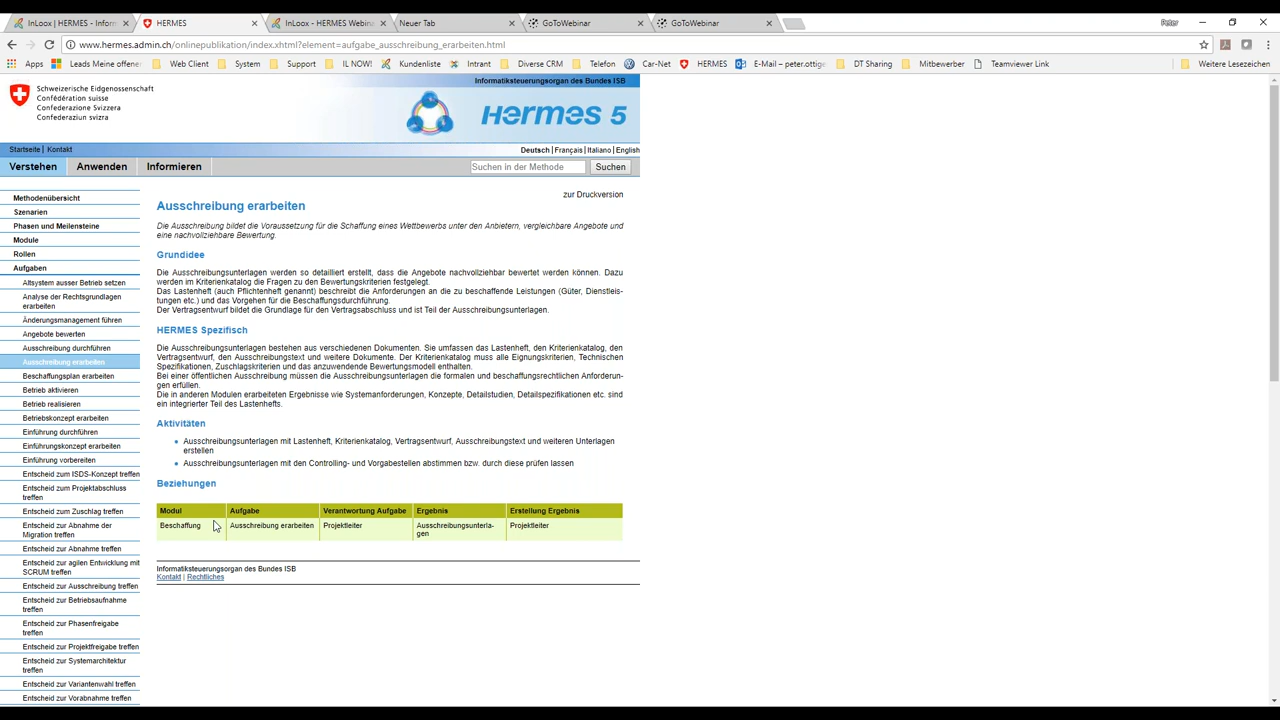 InLoox | HERMES - Inform
HERMES
InLoox - HERMES Webina
Neuer Tab
GoToWebinar
GoToWebinar
Peter
www.hermes.admin.ch/onlinepublikation/index.xhtml?element=aufgabe_ausschreibung_erarbeiten.html
Apps
Leads Meine offener
Web Client
System
Support
IL NOW!
Kundenliste
Intrant
Diverse CRM
Telefon
Car-Net
HERMES
E-Mail – peter.ottige
DT Sharing
Mitbewerber
Teamviewer Link
Weitere Lesezeichen
Informatiksteuerungsorgan des Bundes ISB
Schweizerische Eidgenossenschaft
Confédération suisse
Confederazione Svizzera
Confederaziun svizra
Hermes 5
Startseite | Kontakt
Deutsch | Français | Italiano | English
Verstehen
Anwenden
Informieren
Suchen in der Methode
Suchen
Methodenübersicht
Szenarien
Phasen und Meilensteine
Module
Rollen
Aufgaben
Altsystem ausser Betrieb setzen
Analyse der Rechtsgrundlagen
erarbeiten
Änderungsmanagement führen
Angebote bewerten
Ausschreibung durchführen
Ausschreibung erarbeiten
Beschaffungsplan erarbeiten
Betrieb aktivieren
Betrieb realisieren
Betriebskonzept erarbeiten
Einführung durchführen
Einführungskonzept erarbeiten
Einführung vorbereiten
Entscheid zum ISDS-Konzept treffen
Entscheid zum Projektabschluss
treffen
Entscheid zum Zuschlag treffen
Entscheid zur Abnahme der
Migration treffen
Entscheid zur Abnahme treffen
Entscheid zur agilen Entwicklung mit
SCRUM treffen
Entscheid zur Ausschreibung treffen
Entscheid zur Betriebsaufnahme
treffen
Entscheid zur Phasenfreigabe
treffen
Entscheid zur Projektfreigabe treffen
Entscheid zur Systemarchitektur
treffen
Entscheid zur Variantenwahl treffen
Entscheid zur Vorabnahme treffen
zur Druckversion
Ausschreibung erarbeiten
Die Ausschreibung bildet die Voraussetzung für die Schaffung eines Wettbewerbs unter den Anbietern, vergleichbare Angebote und
eine nachvollziehbare Bewertung.
Grundidee
Die Ausschreibungsunterlagen werden so detailliert erstellt, dass die Angebote nachvollziehbar bewertet werden können. Dazu
werden im Kriterienkatalog die Fragen zu den Bewertungskriterien festgelegt.
Das Lastenheft (auch Pflichtenheft genannt) beschreibt die Anforderungen an die zu beschaffende Leistungen (Güter, Dienstleis-
tungen etc.) und das Vorgehen für die Beschaffungsdurchführung.
Der Vertragsentwurf bildet die Grundlage für den Vertragsabschluss und ist Teil der Ausschreibungsunterlagen.
HERMES Spezifisch
Die Ausschreibungsunterlagen bestehen aus verschiedenen Dokumenten. Sie umfassen das Lastenheft, den Kriterienkatalog, den
Vertragsentwurf, den Ausschreibungstext und weitere Dokumente. Der Kriterienkatalog muss alle Eignungskriterien, Technischen
Spezifikationen, Zuschlagskriterien und das anzuwendende Bewertungsmodell enthalten.
Bei einer öffentlichen Ausschreibung müssen die Ausschreibungsunterlagen die formalen und beschaffungsrechtlichen Anforderun-
gen erfüllen.
Die in anderen Modulen erarbeiteten Ergebnisse wie Systemanforderungen, Konzepte, Detailstudien, Detailspezifikationen etc. sind
ein integrierter Teil des Lastenhefts.
Aktivitäten
Ausschreibungsunterlagen mit Lastenheft, Kriterienkatalog, Vertragsentwurf, Ausschreibungstext und weiteren Unterlagen
erstellen
Ausschreibungsunterlagen mit den Controlling- und Vorgabestellen abstimmen bzw. durch diese prüfen lassen
Beziehungen
Modul Aufgabe Verantwortung Aufgabe Ergebnis Erstellung Ergebnis
Beschaffung Ausschreibung erarbeiten Projektleiter Ausschreibungsunterla- Projektleiter
gen
Informatiksteuerungsorgan des Bundes ISB
Kontakt | Rechtliches